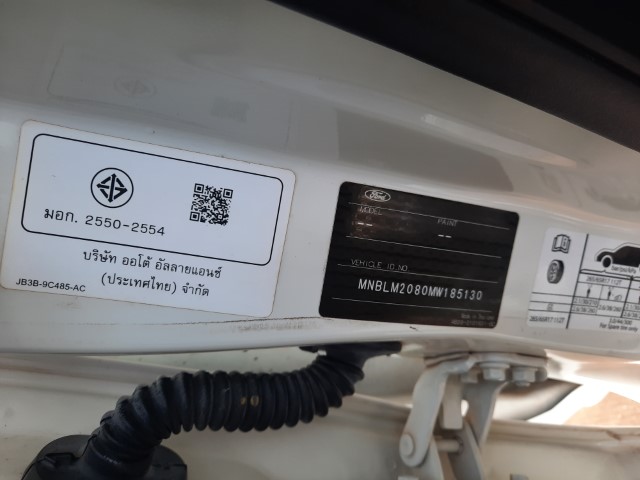 มอก. 2550-2554
บริษัท ออโต้ อัลลายแอนซ์
(ประเทศไทย) จำกัด
JB3B-9C485-AC
Ford
MODEL
PAINT
--
--
VEHICLE ID NO
MNBLM2080MW185130